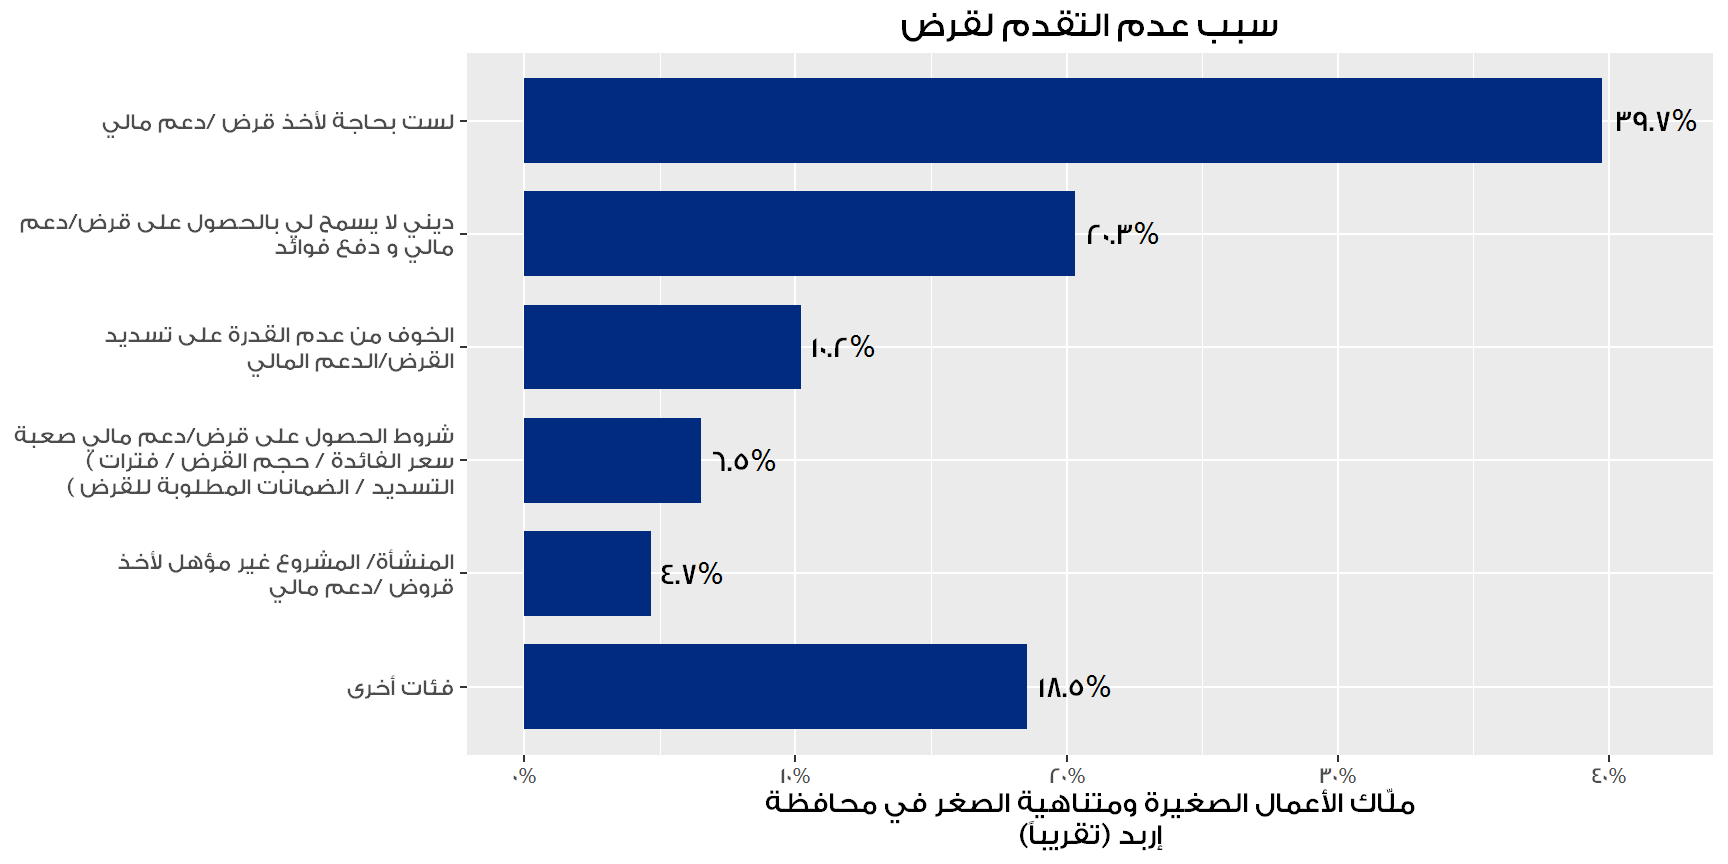 سبب عدم التقدم لقرض
لست بحاجة لأخذ قرض /دعم مالي
٣٩.٧%
ديني لا يسمح لي بالحصول على قرض/دعم
مالي و دفع فوائد
٢٠.٣%
الخوف من عدم القدرة على تسديد
القرض/الدعم المالي
١٠.٢%
شروط الحصول على قرض/دعم مالي صعبة
سعر الفائدة / حجم القرض / فترات )
التسديد / الضمانات المطلوبة للقرض )
٦.٥%
المنشأة/ المشروع غير مؤهل لأخذ
قروض /دعم مالي
٤.٧%
فئات أخرى
١٨.٥%
٠% ١٠% ٢٠% ٣٠% ٤٠%
ملّاك الأعمال الصغيرة ومتناهية الصغر في محافظة
إربد (تقريباً)